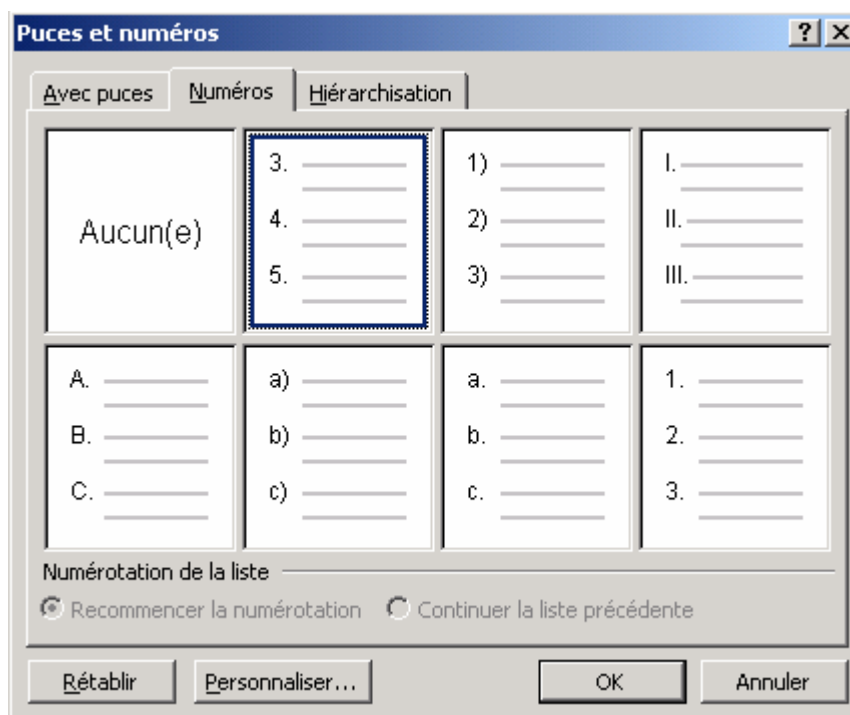 Puces et numéros
Avec puces Numéros Hiérarchisation
Aucun(e)
3.
4.
5.
1)
2)
3)
I.
II.
III.
A.
B.
C.
a)
b)
c)
a.
b.
c.
1.
2.
3.
Numérotation de la liste
Recommencer la numérotation Continuer la liste précédente
Rétablir Personnaliser... OK Annuler